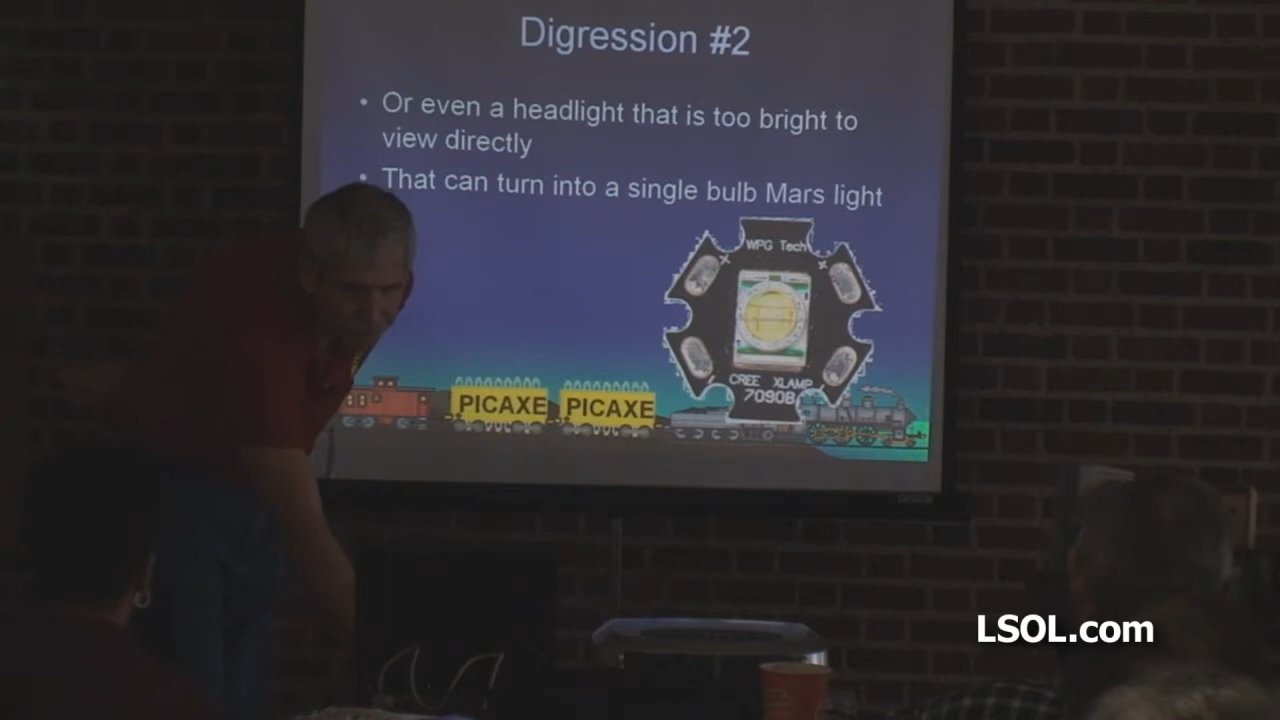 Digression #2
• Or even a headlight that is too bright to
view directly
• That can turn into a single bulb Mars light
WPG Tech
CREE XLAMP
7090B
PICAXE PICAXE
LSOL.com